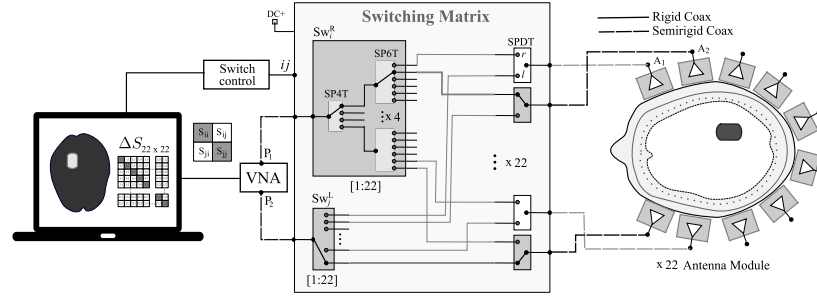 Switching Matrix
DC+
Sw_i^R
SP6T
SP4T
x 4
[1:22]
SPDT
r
l
x 22
Rigid Coax
Semirigid Coax
A_1
A_2
Switch
control
ij
ΔS_22 x 22
S_ii S_ij
S_ji S_jj
P_1
VNA
P_2
Sw_j^L
[1:22]
x 22 Antenna Module